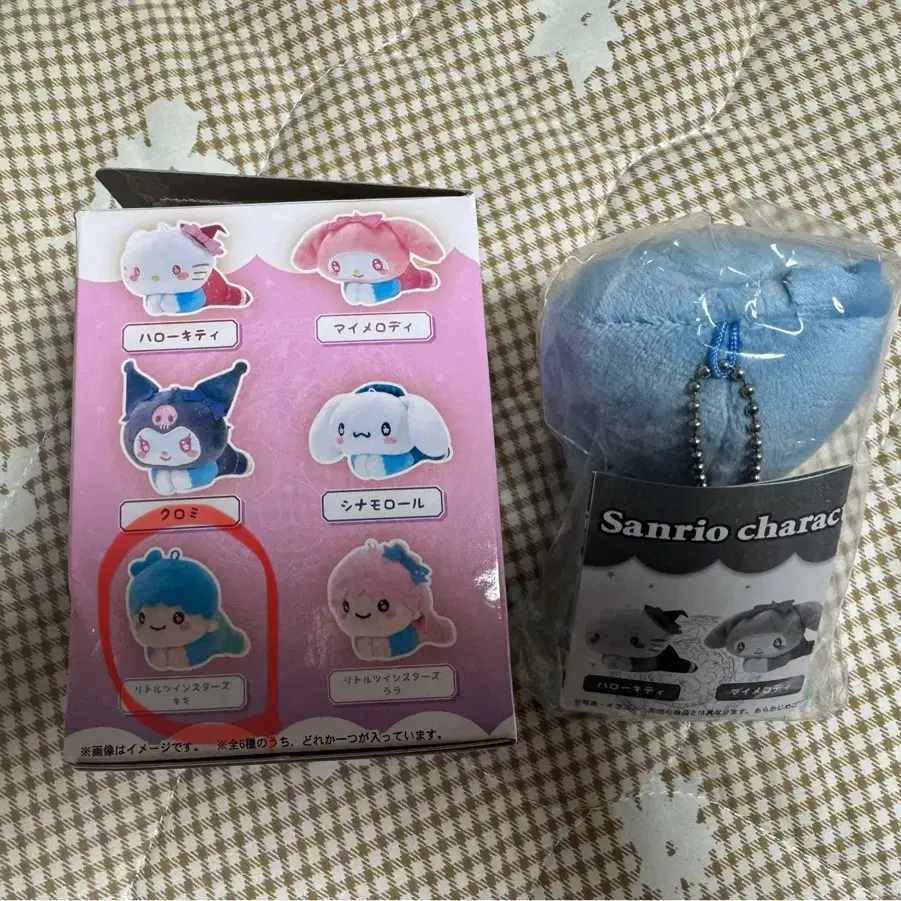 ハローキティ
マイメロディ
クロミ
シナモロール
リトルツインスターズ
キキ
リトルツインスターズ
ララ
※画像はイメージです。 ※全6種のうち、どれか一つが入っています。
Sanrio charac
ハローキティ
マイメロディ